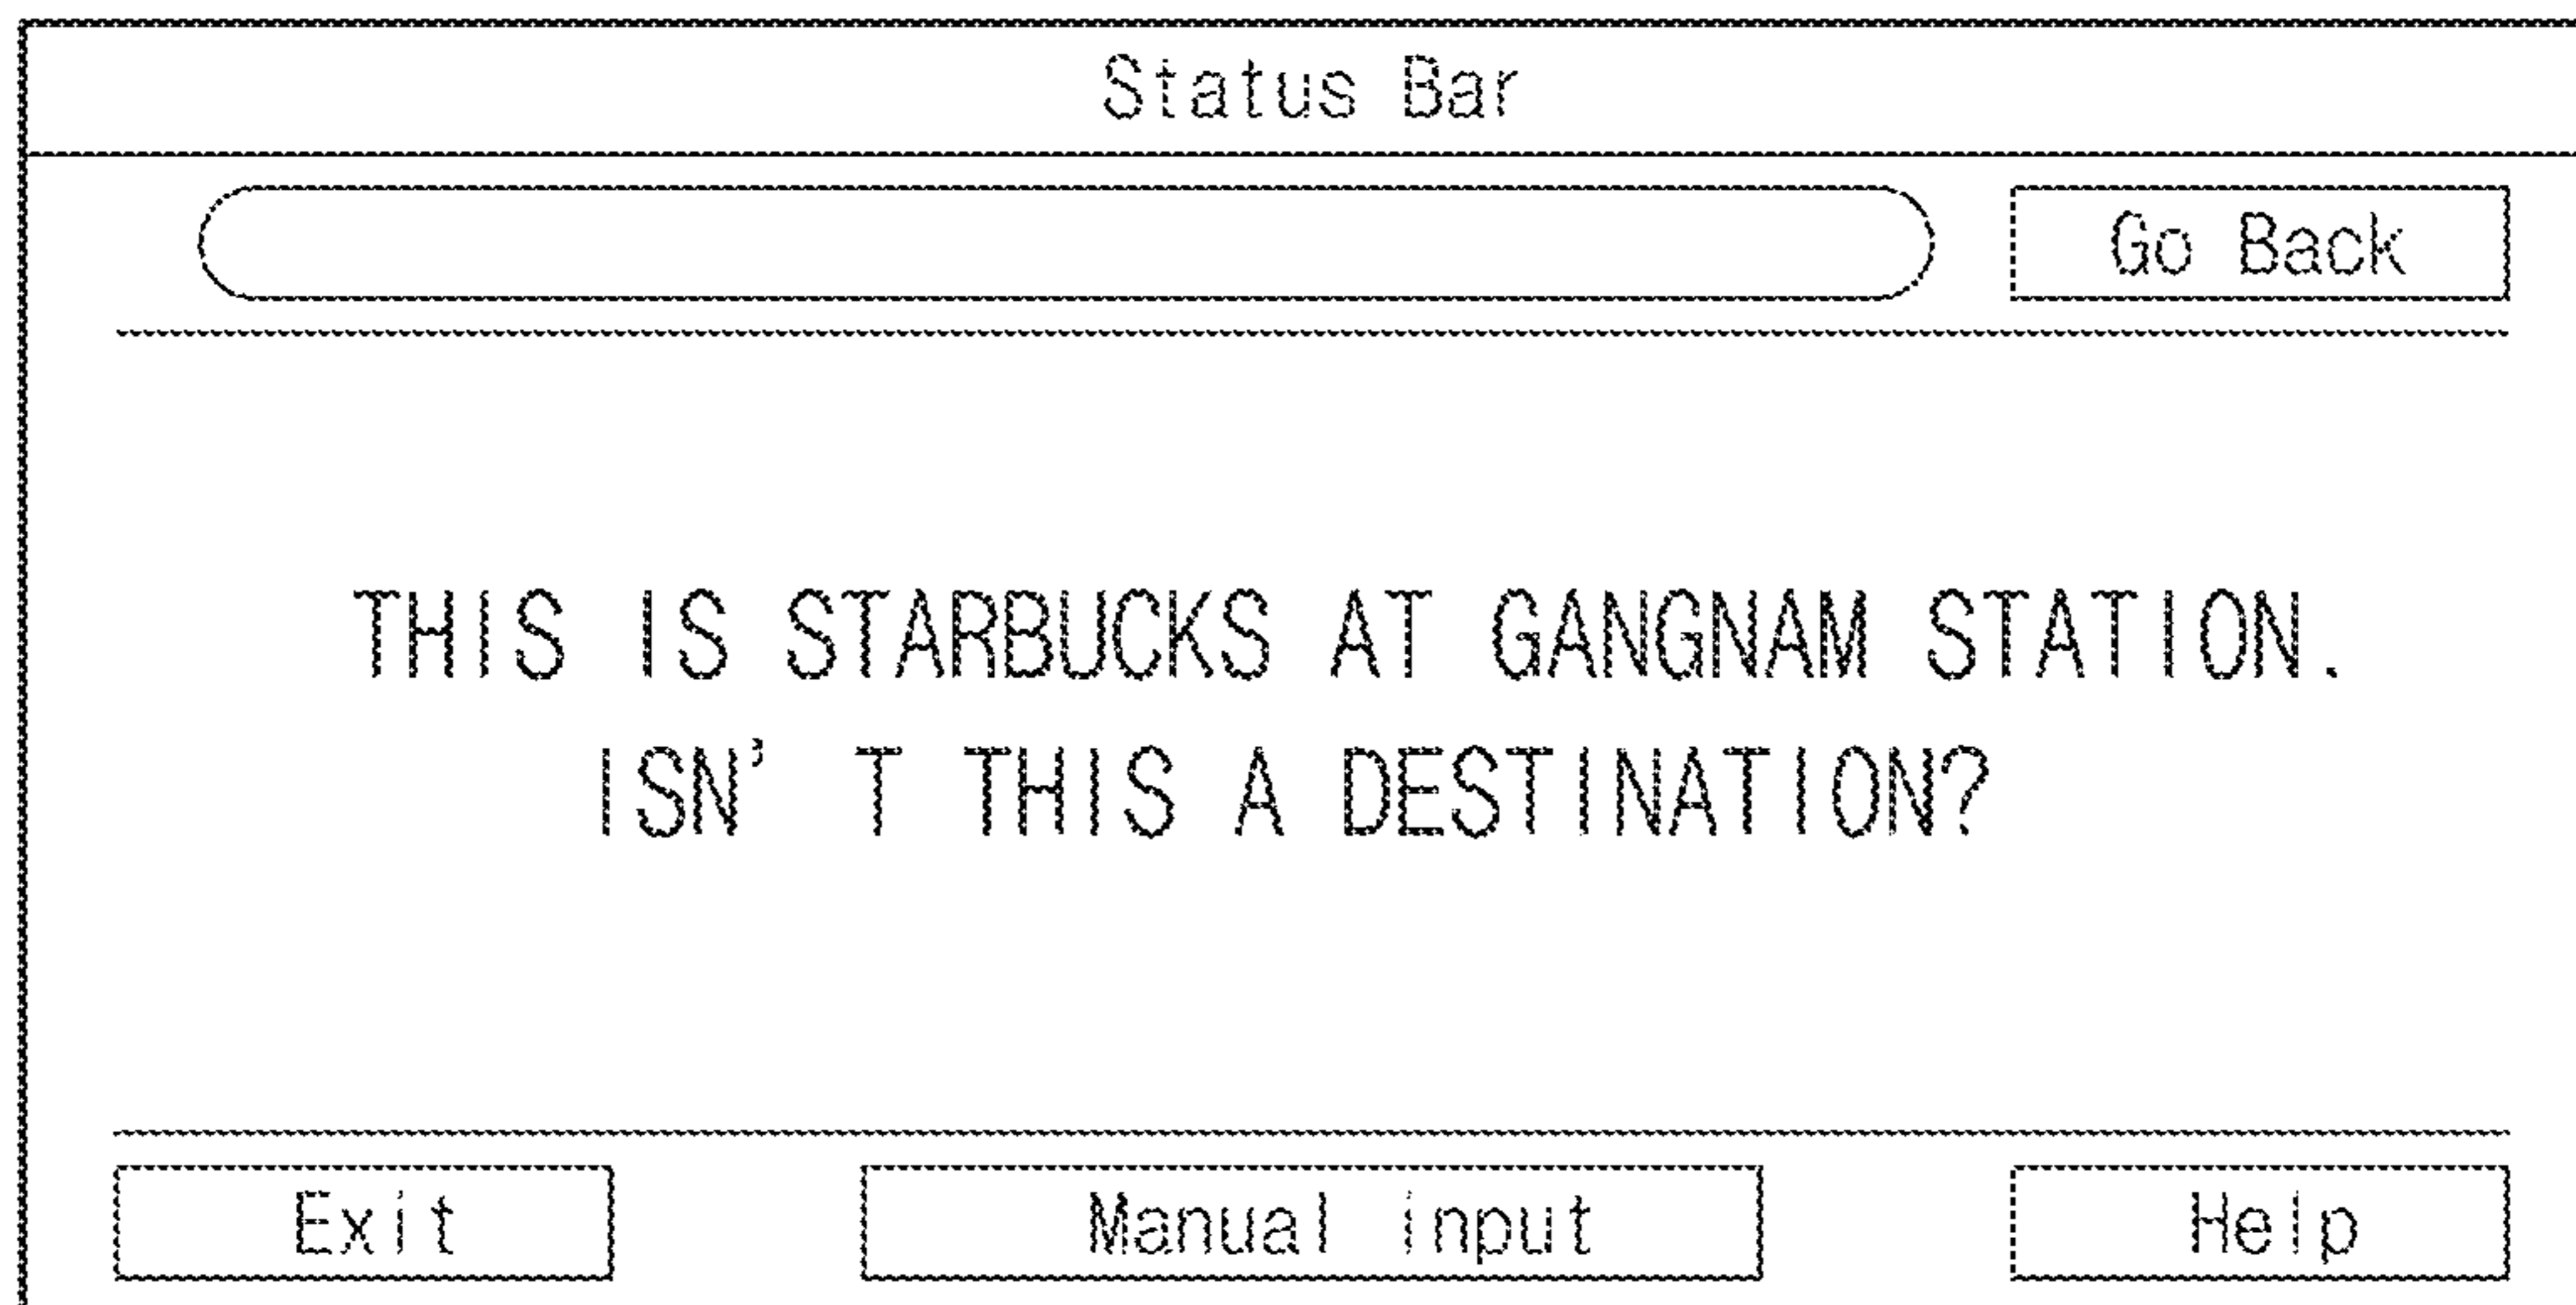 Status Bar
Go Back
THIS IS STARBUCKS AT GANGNAM STATION.
ISN' T THIS A DESTINATION?
Exit Manual input Help